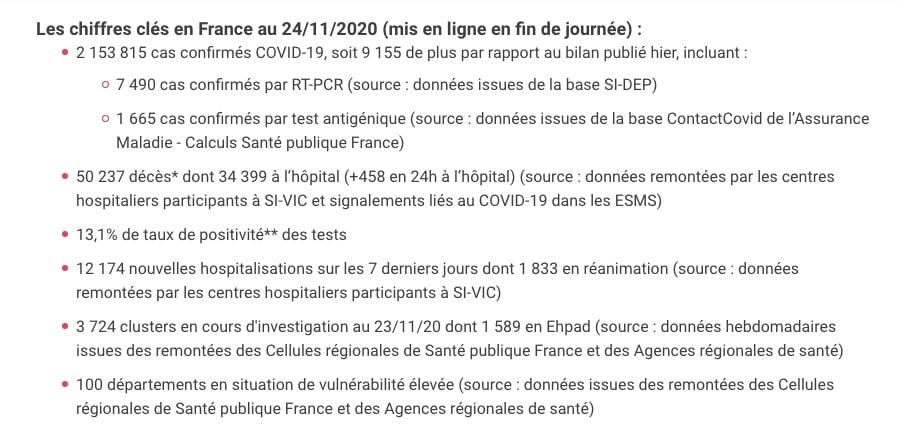 Les chiffres clés en France au 24/11/2020 (mis en ligne en fin de journée) :
• 2 153 815 cas confirmés COVID-19, soit 9 155 de plus par rapport au bilan publié hier, incluant :
○ 7 490 cas confirmés par RT-PCR (source : données issues de la base SI-DEP)
○ 1 665 cas confirmés par test antigénique (source : données issues de la base ContactCovid de l’Assurance
Maladie - Calculs Santé publique France)
• 50 237 décès* dont 34 399 à l’hôpital (+458 en 24h à l’hôpital) (source : données remontées par les centres
hospitaliers participants à SI-VIC et signalements liés au COVID-19 dans les ESMS)
• 13,1% de taux de positivité** des tests
• 12 174 nouvelles hospitalisations sur les 7 derniers jours dont 1 833 en réanimation (source : données
remontées par les centres hospitaliers participants à SI-VIC)
• 3 724 clusters en cours d'investigation au 23/11/20 dont 1 589 en Ehpad (source : données hebdomadaires
issues des remontées des Cellules régionales de Santé publique France et des Agences régionales de santé)
• 100 départements en situation de vulnérabilité élevée (source : données issues des remontées des Cellules
régionales de Santé publique France et des Agences régionales de santé)